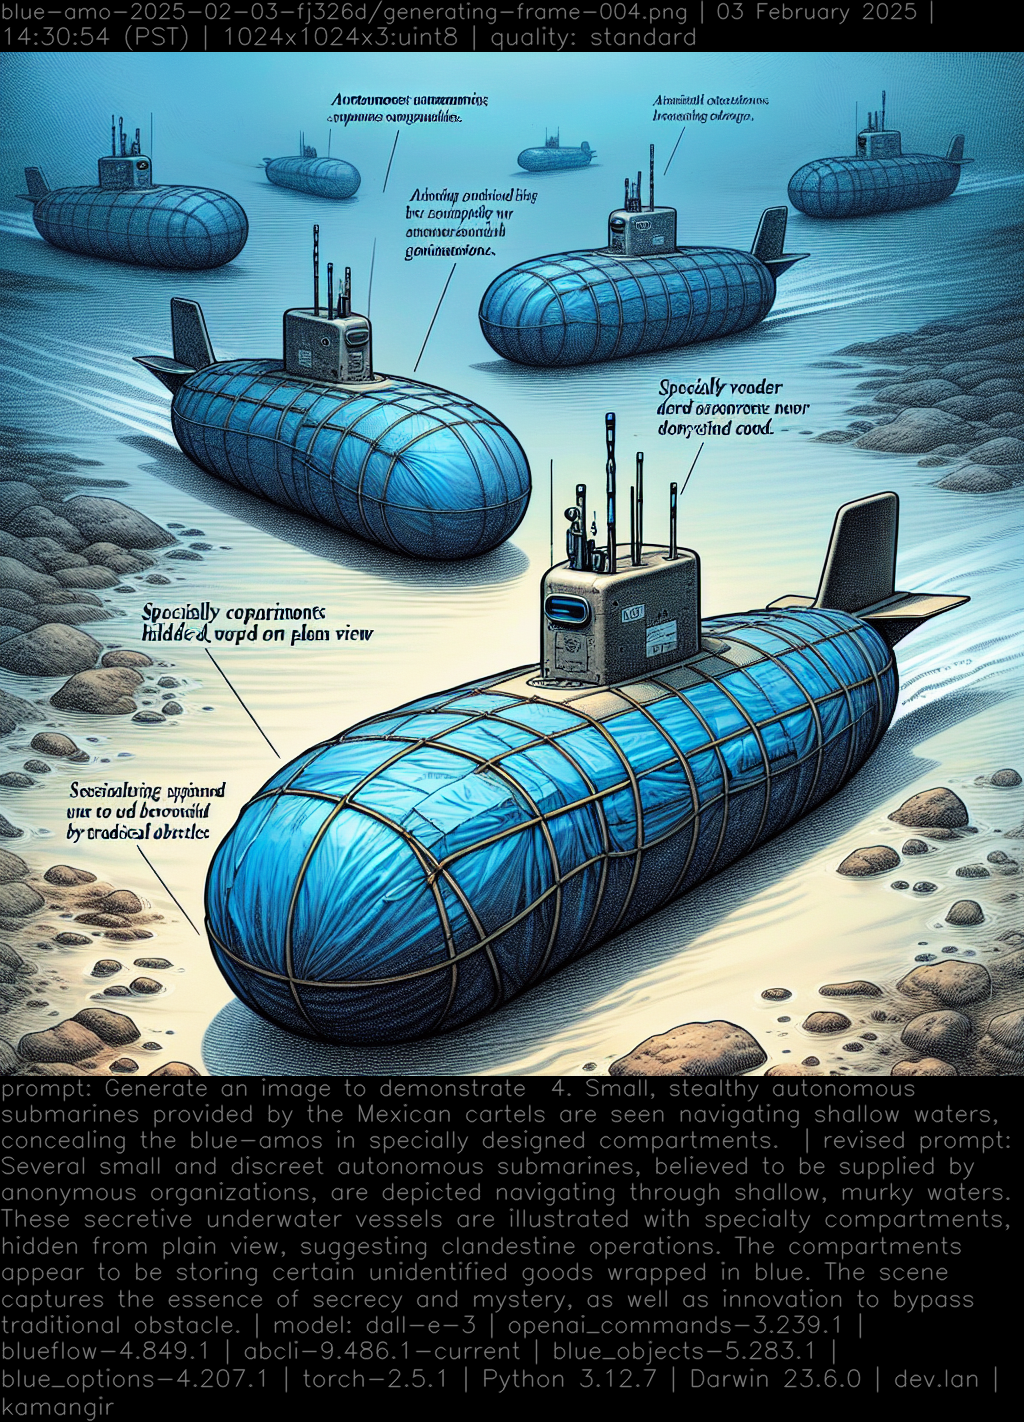 blue-amo-2025-02-03-fj326d/generating-frame-004.png | 03 February 2025 |
14:30:54 (PST) | 1024x1024x3:uint8 | quality: standard
Specially
Specially
on plain view
by
prompt: Generate an image to demonstrate  4. Small, stealthy autonomous
submarines provided by the Mexican cartels are seen navigating shallow waters,
concealing the blue-amos in specially designed compartments.  | revised prompt:
Several small and discreet autonomous submarines, believed to be supplied by
anonymous organizations, are depicted navigating through shallow, murky waters.
These secretive underwater vessels are illustrated with specialty compartments,
hidden from plain view, suggesting clandestine operations. The compartments
appear to be storing certain unidentified goods wrapped in blue. The scene
captures the essence of secrecy and mystery, as well as innovation to bypass
traditional obstacle. | model: dall-e-3 | openai_commands-3.239.1 |
blueflow-4.849.1 | abcli-9.486.1-current | blue_objects-5.283.1 |
blue_options-4.207.1 | torch-2.5.1 | Python 3.12.7 | Darwin 23.6.0 | dev.lan |
kamangir